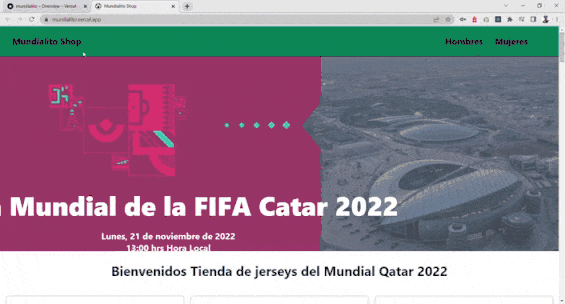 mundialito – Overview – Vercel
Mundialito Shop
mundialito.vercel.app
Mundialito Shop
Hombres
Mujeres
Mundial de la FIFA Catar 2022
Lunes, 21 de noviembre de 2022
13:00 hrs Hora Local
Bienvenidos Tienda de jerseys del Mundial Qatar 2022